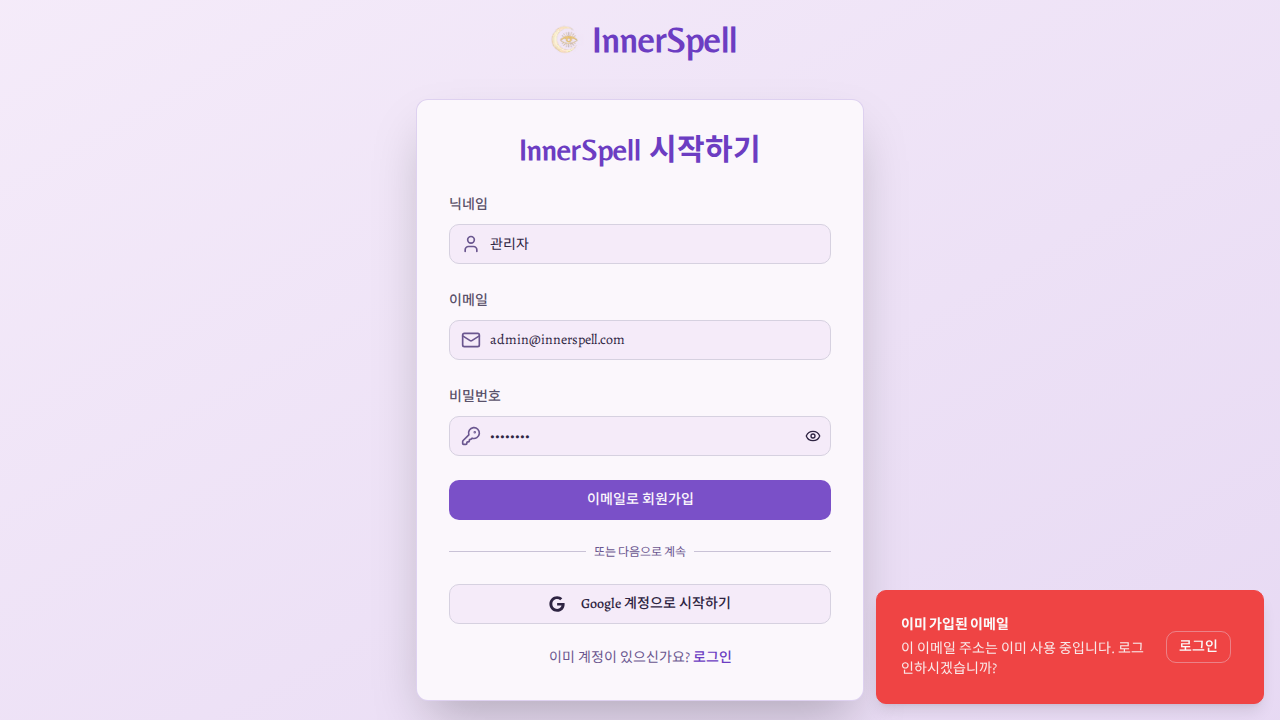 InnerSpell
InnerSpell 시작하기
닉네임
관리자
이메일
admin@innerspell.com
비밀번호
••••••••
이메일로 회원가입
또는 다음으로 계속
G Google 계정으로 시작하기
이미 계정이 있으신가요? 로그인
이미 가입된 이메일
이 이메일 주소는 이미 사용 중입니다. 로그
인하시겠습니까?
로그인